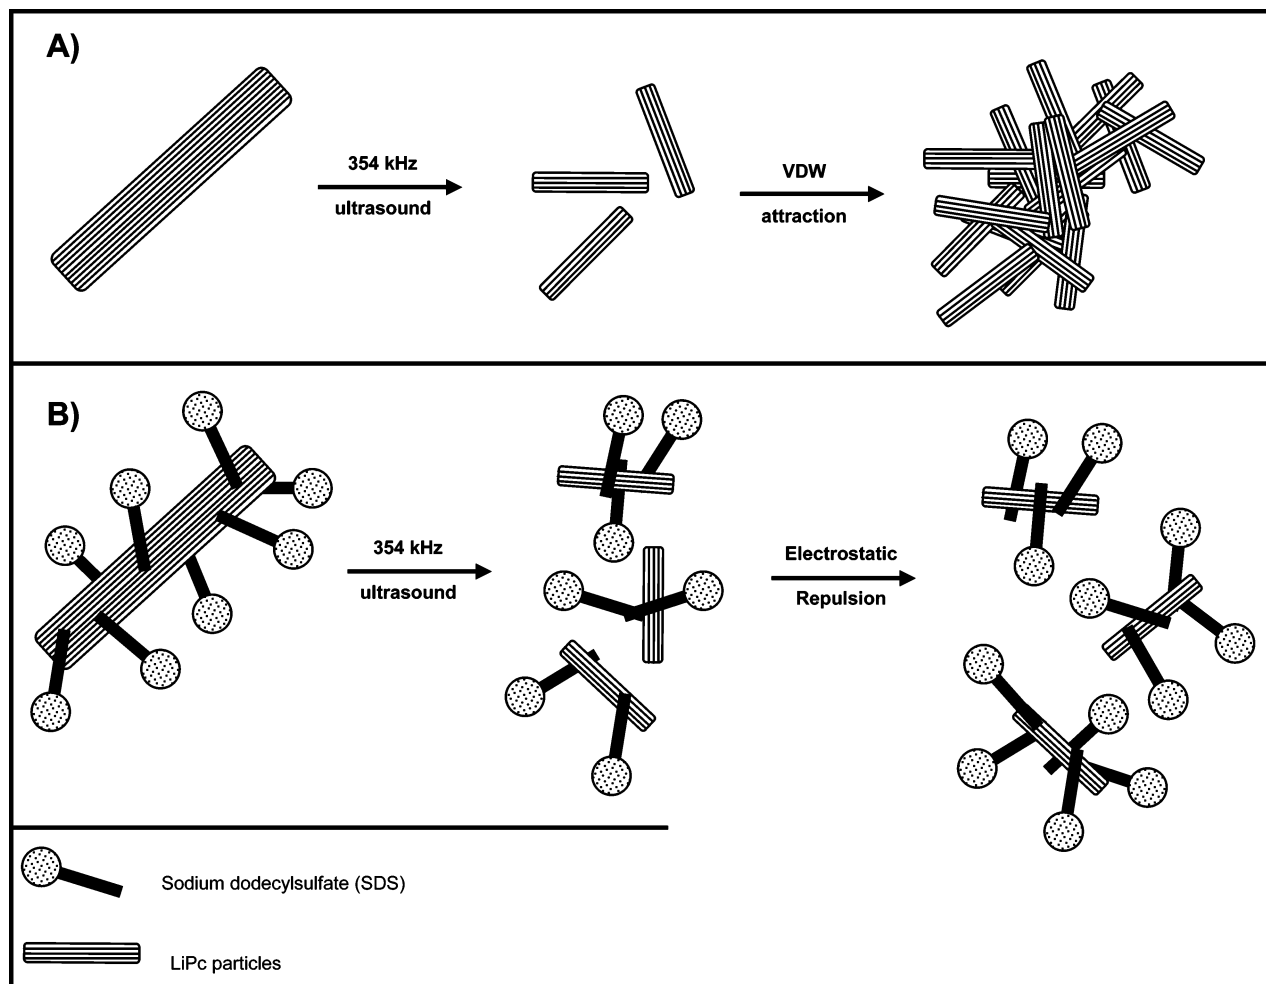 A)
354 kHz
ultrasound
VDW
attraction
B)
354 kHz
ultrasound
Electrostatic
Repulsion
Sodium dodecylsulfate (SDS)
LiPc particles